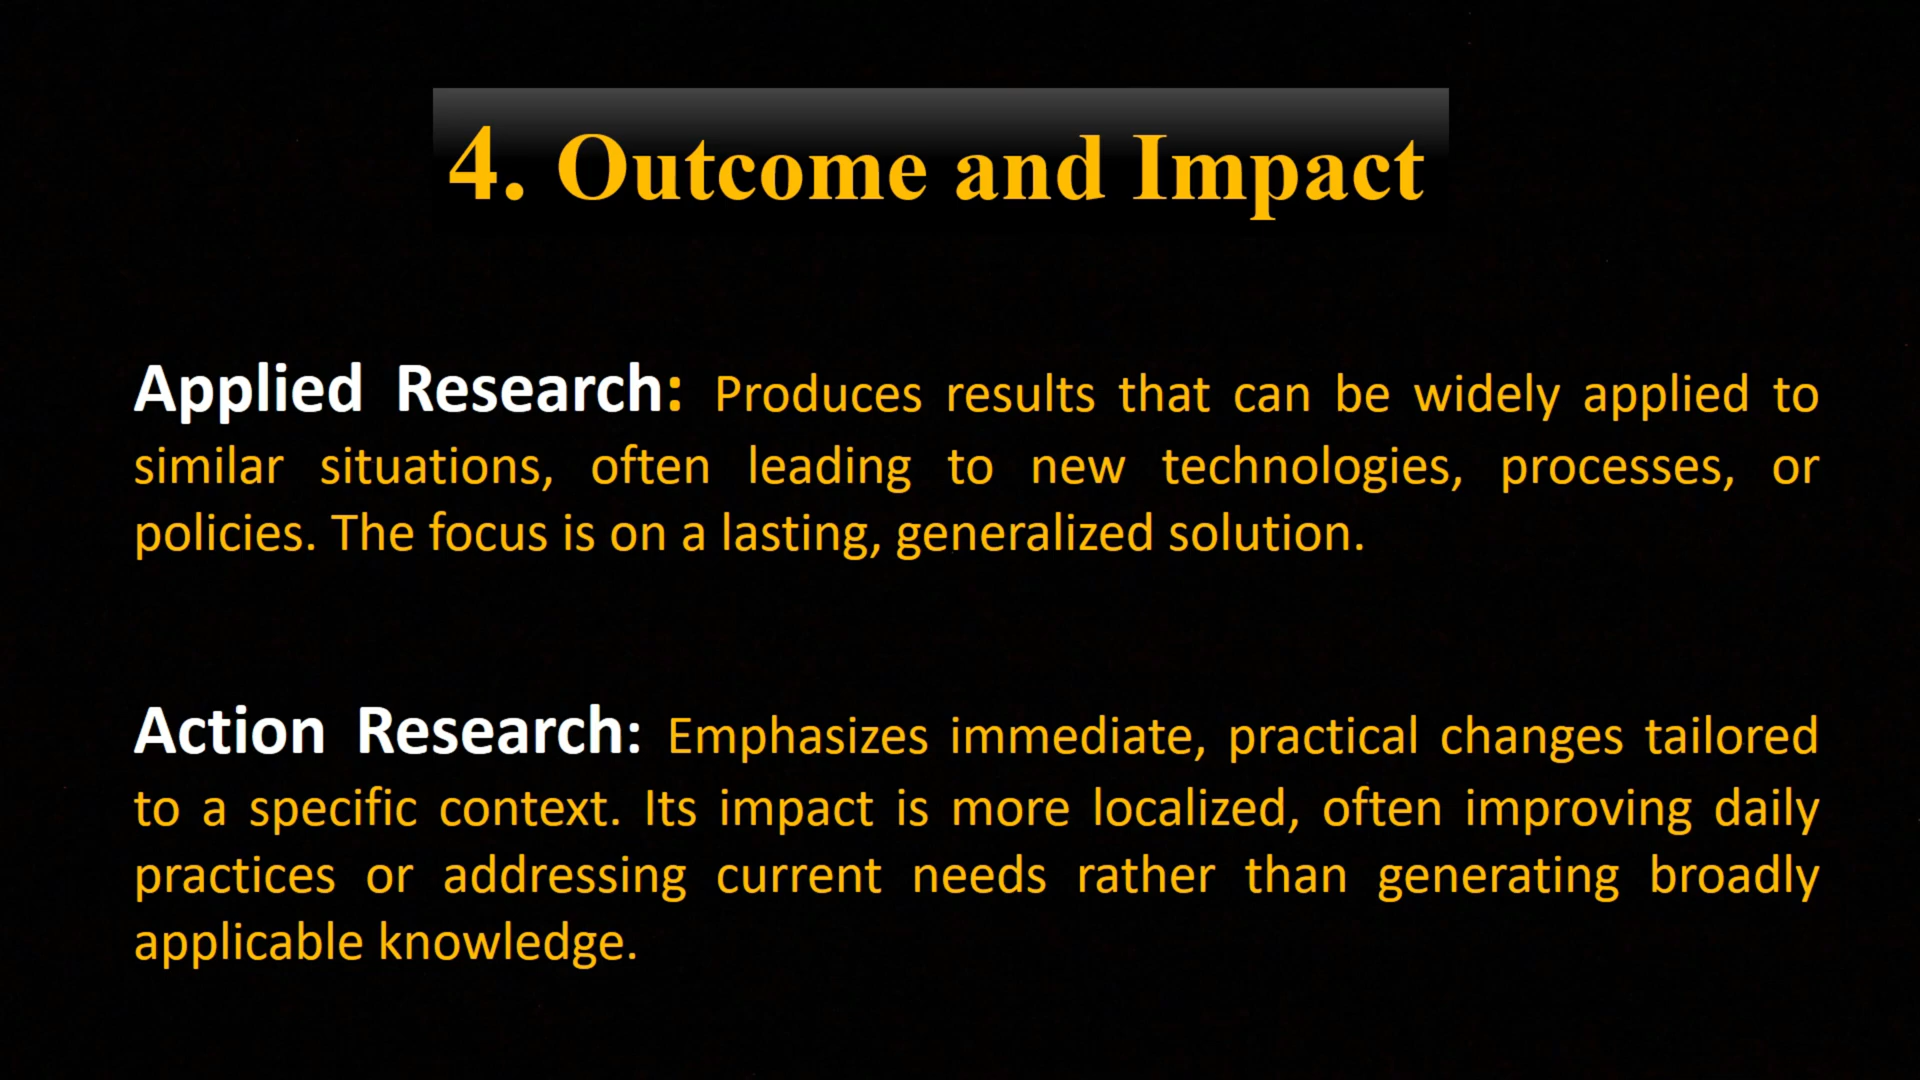 4. Outcome and Impact
Applied Research: Produces results that can be widely applied to
similar situations, often leading to new technologies, processes, or
policies. The focus is on a lasting, generalized solution.
Action Research: Emphasizes immediate, practical changes tailored
to a specific context. Its impact is more localized, often improving daily
practices or addressing current needs rather than generating broadly
applicable knowledge.